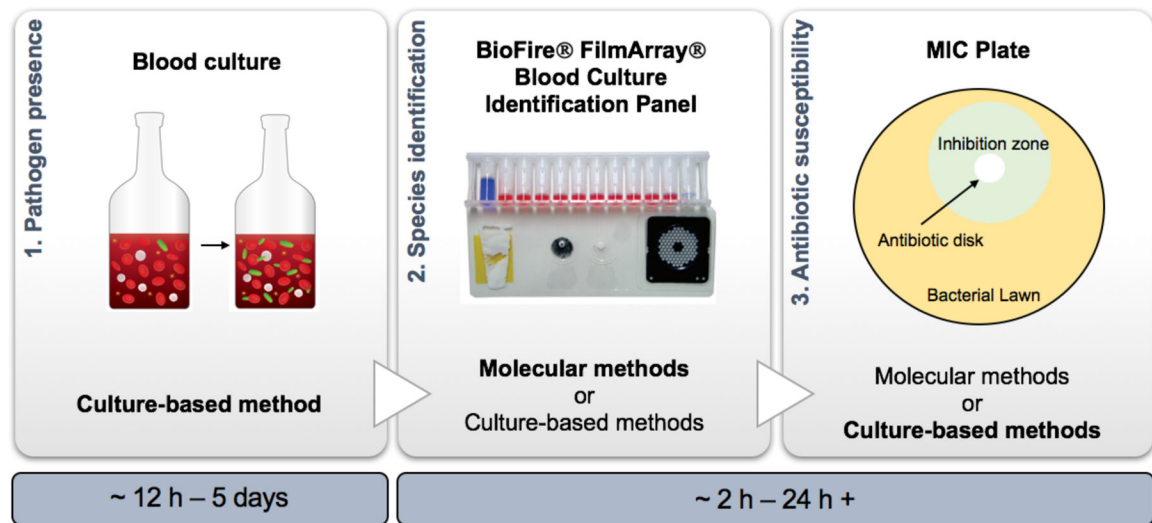 1. Pathogen presence
Blood culture
Culture-based method
2. Species identification
BioFire® FilmArray®
Blood Culture
Identification Panel
Molecular methods
or
Culture-based methods
3. Antibiotic susceptibility
MIC Plate
Inhibition zone
Antibiotic disk
Bacterial Lawn
Molecular methods
or
Culture-based methods
~ 12 h – 5 days
~ 2 h – 24 h +